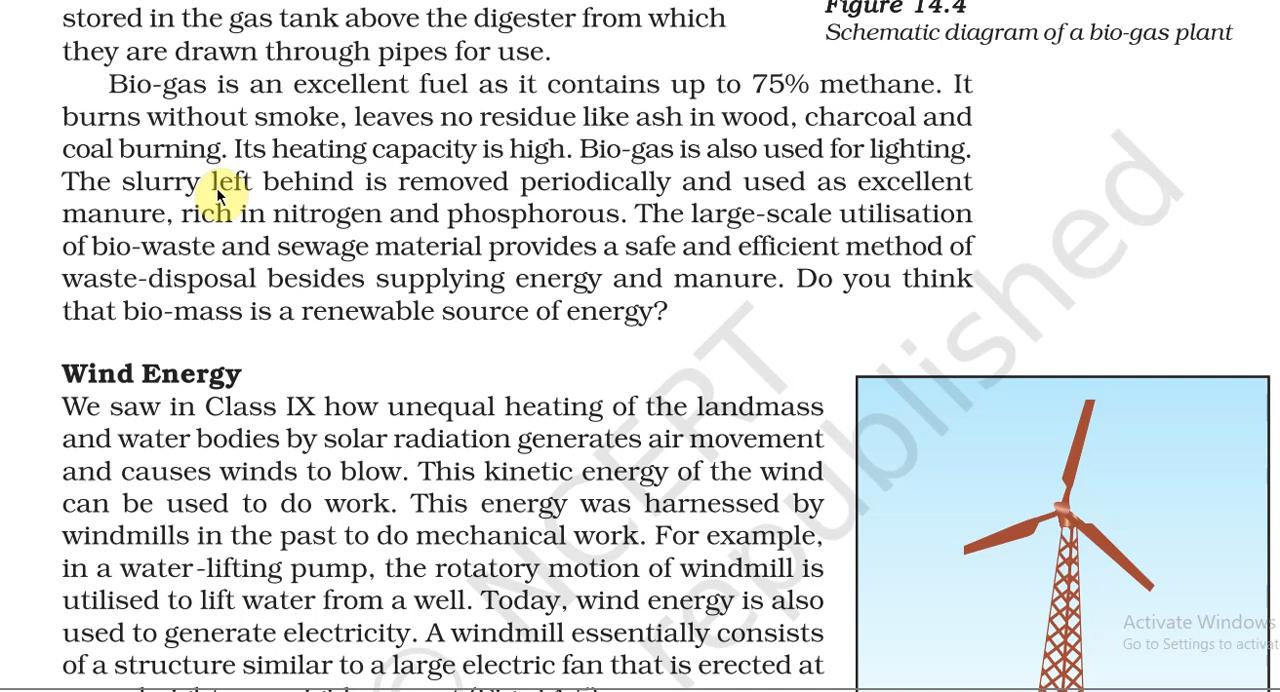 stored in the gas tank above the digester from which
they are drawn through pipes for use.
Figure 14.4
Schematic diagram of a bio-gas plant
Bio-gas is an excellent fuel as it contains up to 75% methane. It
burns without smoke, leaves no residue like ash in wood, charcoal and
coal burning. Its heating capacity is high. Bio-gas is also used for lighting.
The slurry left behind is removed periodically and used as excellent
manure, rich in nitrogen and phosphorous. The large-scale utilisation
of bio-waste and sewage material provides a safe and efficient method of
waste-disposal besides supplying energy and manure. Do you think
that bio-mass is a renewable source of energy?
Wind Energy
We saw in Class IX how unequal heating of the landmass
and water bodies by solar radiation generates air movement
and causes winds to blow. This kinetic energy of the wind
can be used to do work. This energy was harnessed by
windmills in the past to do mechanical work. For example,
in a water-lifting pump, the rotatory motion of windmill is
utilised to lift water from a well. Today, wind energy is also
used to generate electricity. A windmill essentially consists
of a structure similar to a large electric fan that is erected at
© NCERT
republished
Activate Windows
Go to Settings to activat